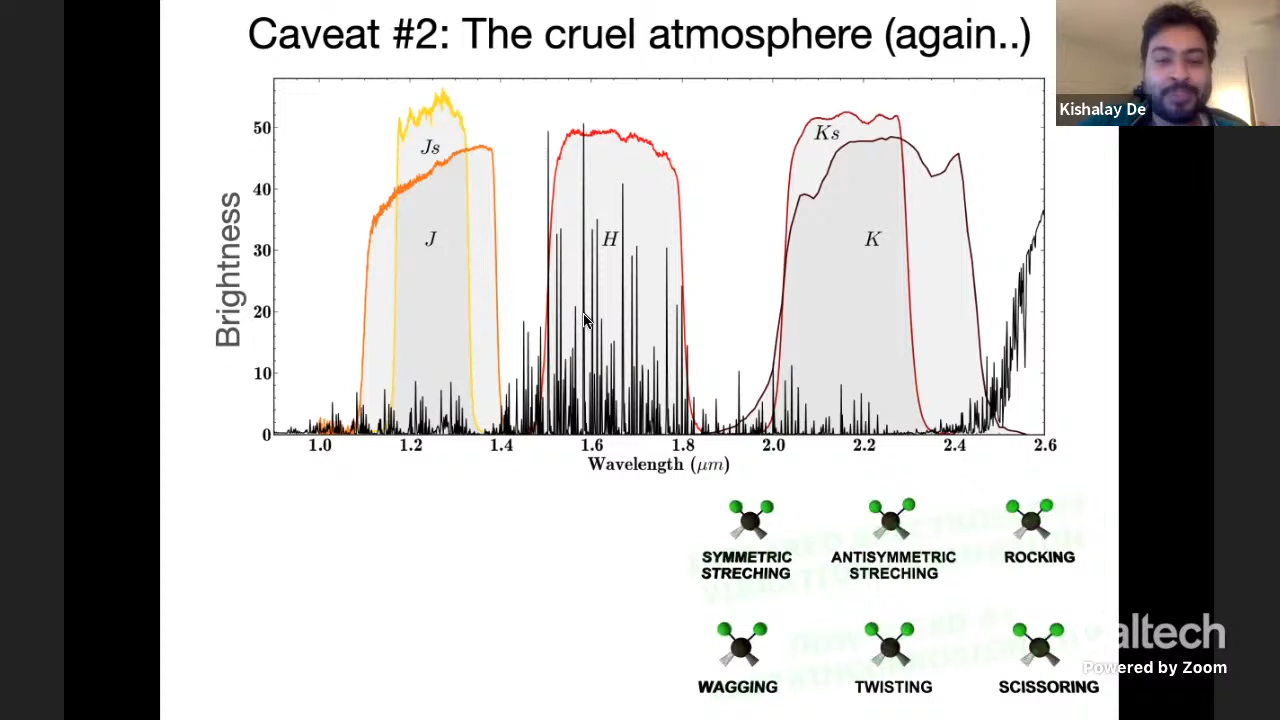 Caveat #2: The cruel atmosphere (again..)
Kishalay De
Brightness
50
40
30
20
10
0
Js
J
H
Ks
K
1.0 1.2 1.4 1.6 1.8 2.0 2.2 2.4 2.6
Wavelength (μm)
SYMMETRIC
STRECHING
ANTISYMMETRIC
STRECHING
ROCKING
WAGGING
TWISTING
SCISSORING
altech
Powered by Zoom